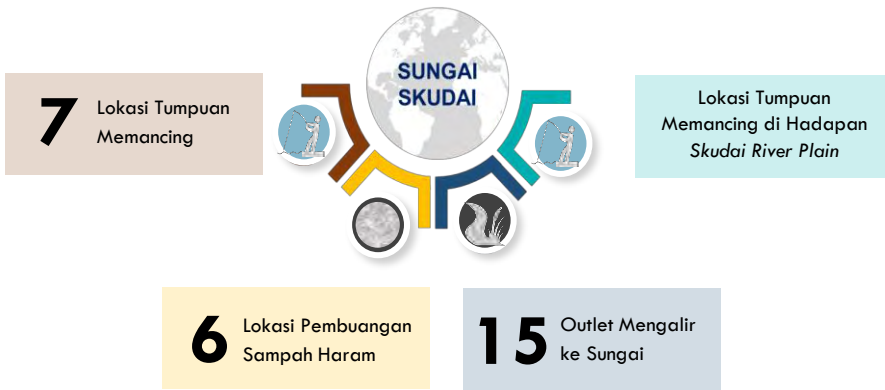 SUNGAI
SKUDAI
7
Lokasi Tumpuan
Memancing
Lokasi Tumpuan
Memancing di Hadapan
Skudai River Plain
6
Lokasi Pembuangan
Sampah Haram
15
Outlet Mengalir
ke Sungai